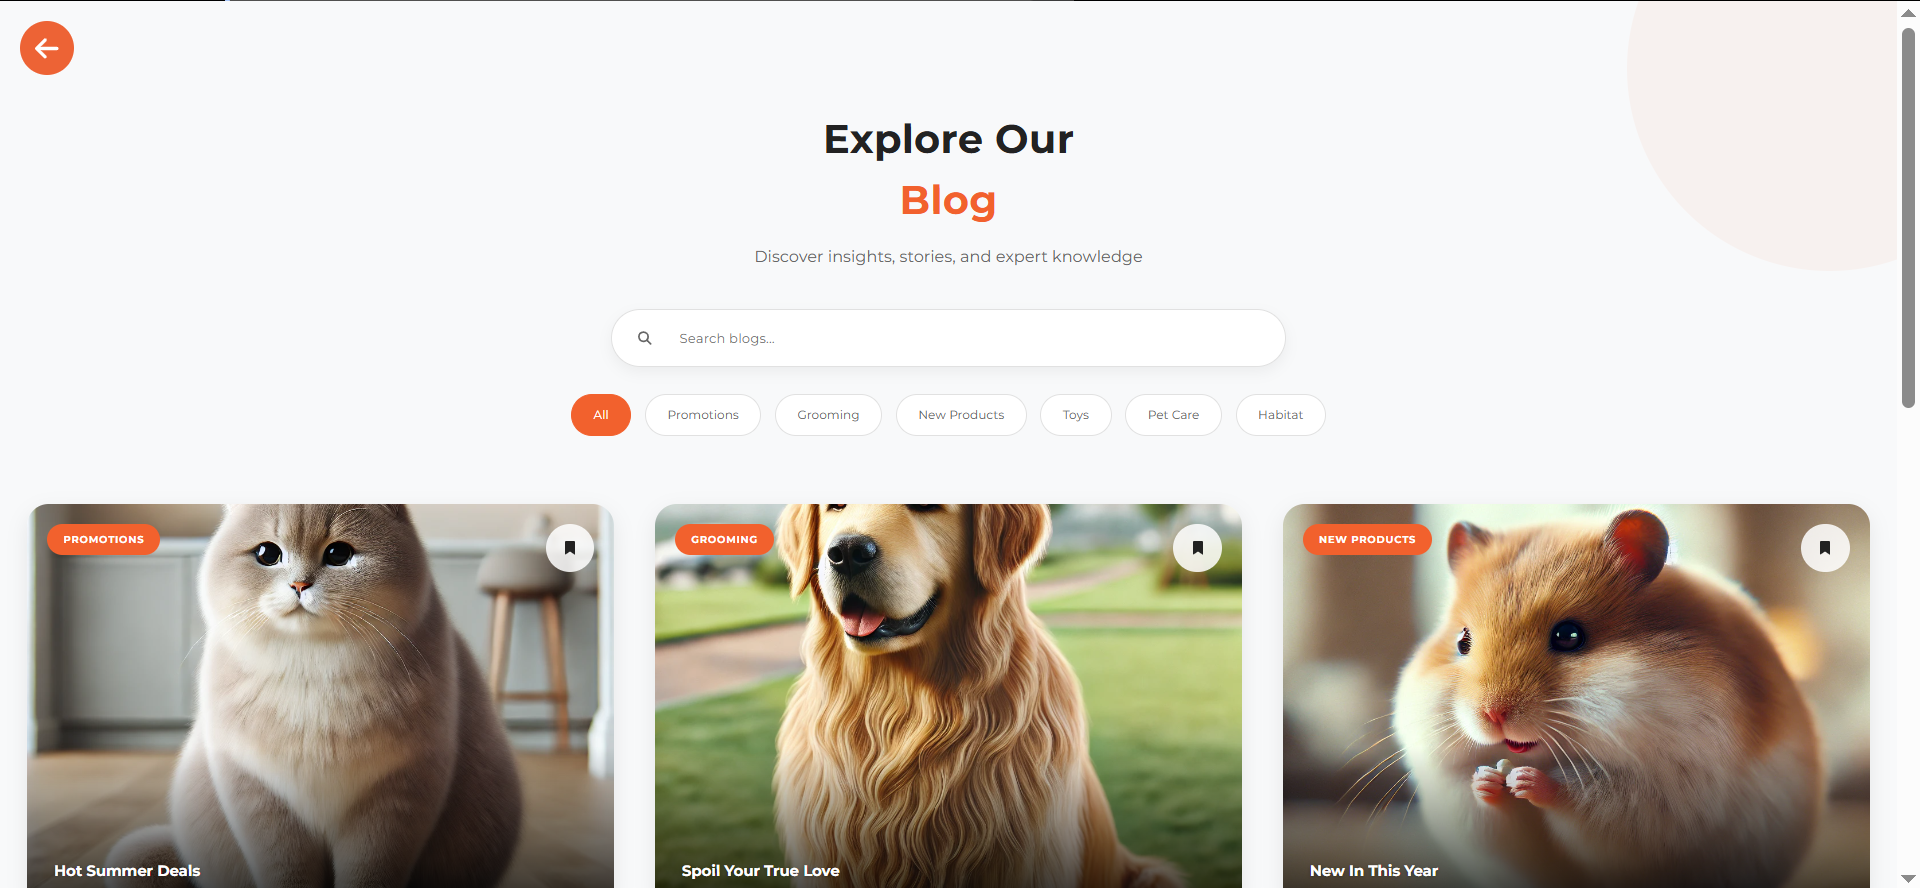 Explore Our
Blog
Discover insights, stories, and expert knowledge
Search blogs...
All
Promotions
Grooming
New Products
Toys
Pet Care
Habitat
PROMOTIONS
GROOMING
NEW PRODUCTS
Hot Summer Deals
Spoil Your True Love
New In This Year